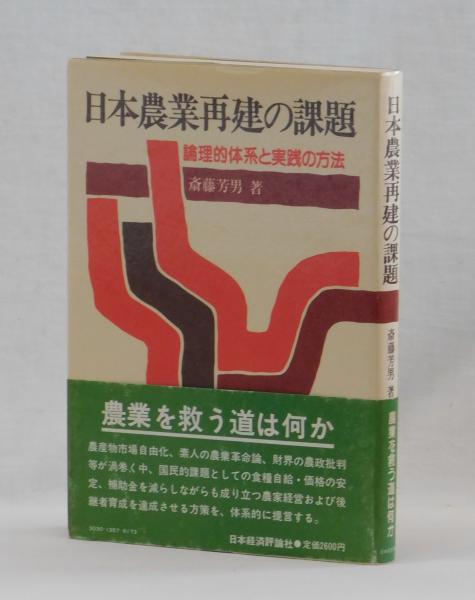 日本農業再建の課題
論理的体系と実践の方法
斎藤芳男 著
農業を救う道は何か
農産物市場自由化、素人の農業革命論、財界の農政批判
等が渦巻く中、国民的課題としての食糧自給・価格の安
定、補助金を減らしながらも成り立つ農家経営および後
継者育成を達成させる方策を、体系的に提言する。
3030-1357-6173
日本経済評論社●定価2600円
日本農業再建の課題
斎藤芳男 著
農業を救う道は何か